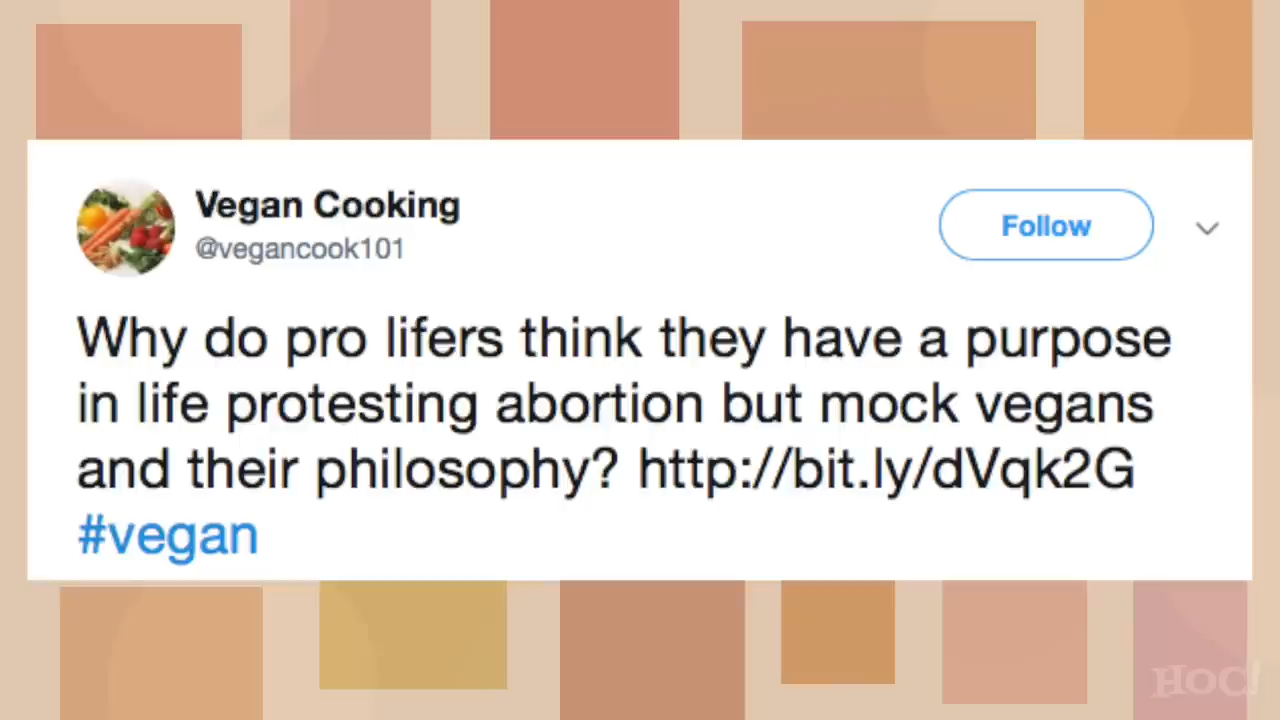 Vegan Cooking
@vegancook101
Follow
Why do pro lifers think they have a purpose
in life protesting abortion but mock vegans
and their philosophy? http://bit.ly/dVqk2G
#vegan
HOC!